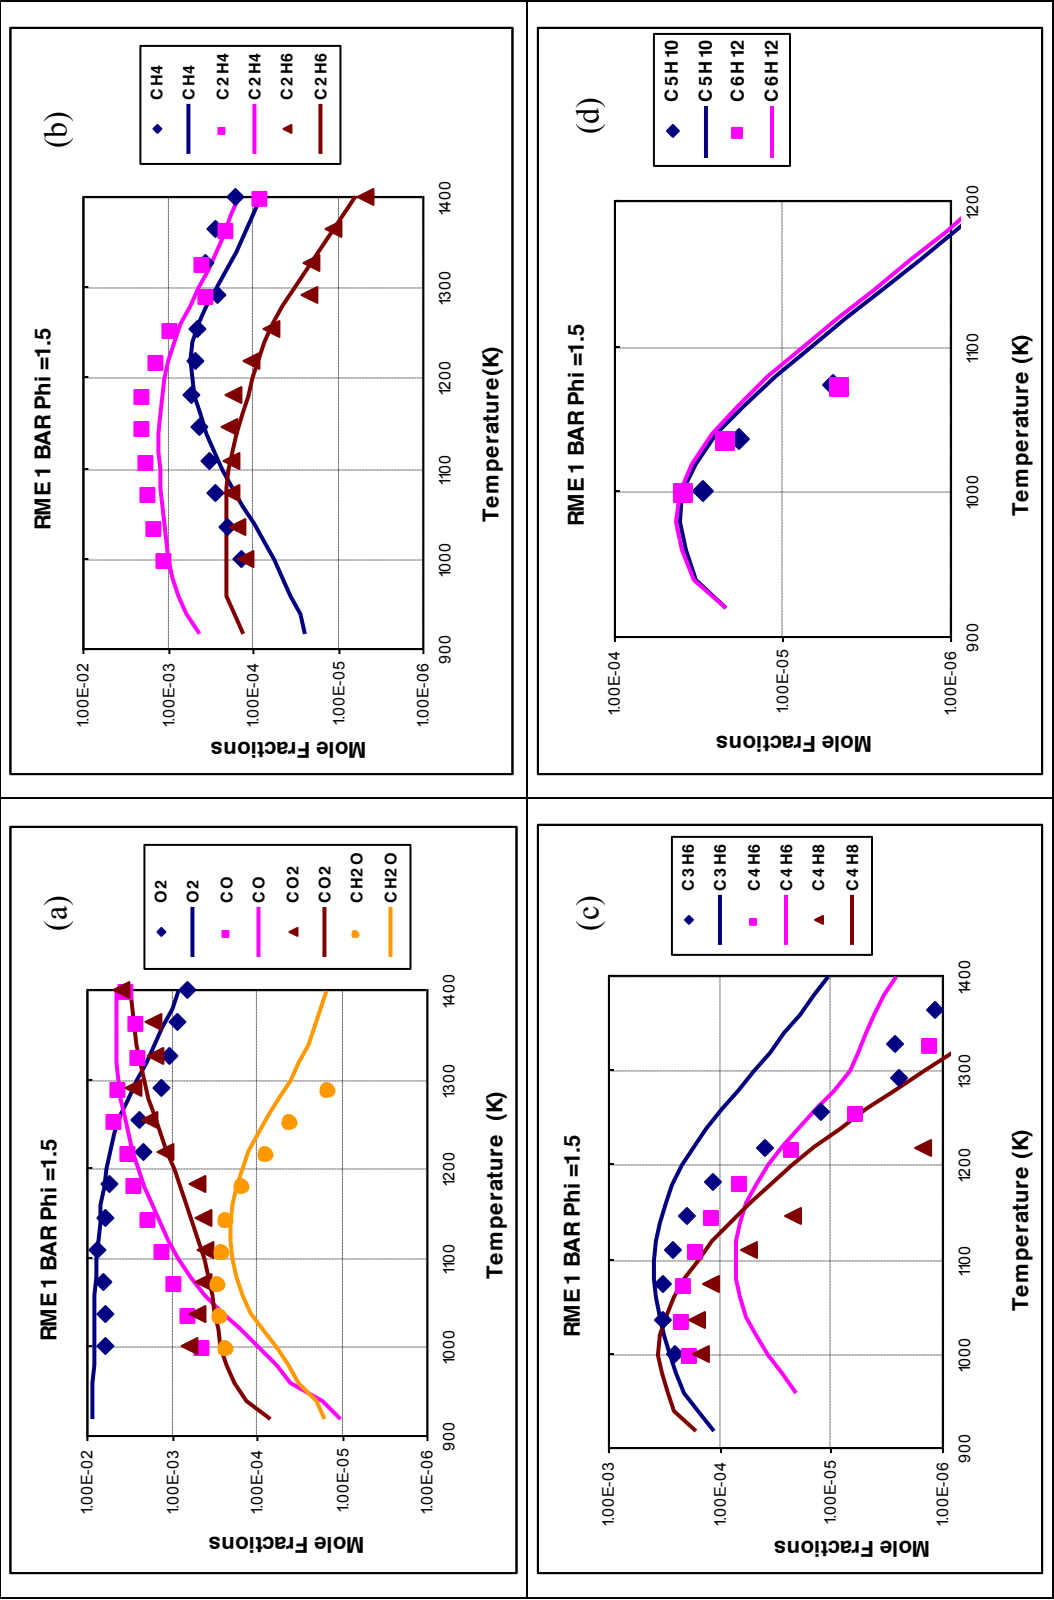 (a)
RME 1 BAR Phi =1.5
1.00E-02
1.00E-03
1.00E-04
1.00E-05
1.00E-06
900
1000
1100
1200
1300
1400
Mole Fractions
Temperature (K)
O2
O2
CO
CO
CO2
CO2
CH2O
CH2O
(b)
RME 1 BAR Phi =1.5
1.00E-02
1.00E-03
1.00E-04
1.00E-05
1.00E-06
900
1000
1100
1200
1300
1400
Mole Fractions
Temperature(K)
CH4
CH4
C2H4
C2H4
C2H6
C2H6
(c)
RME 1 BAR Phi =1.5
1.00E-03
1.00E-04
1.00E-05
1.00E-06
900
1000
1100
1200
1300
1400
Mole Fractions
Temperature (K)
C3H6
C3H6
C4H6
C4H6
C4H8
C4H8
(d)
RME 1 BAR Phi =1.5
1.00E-04
1.00E-05
1.00E-06
900
1000
1100
1200
Mole Fractions
Temperature (K)
C5H10
C5H10
C6H12
C6H12